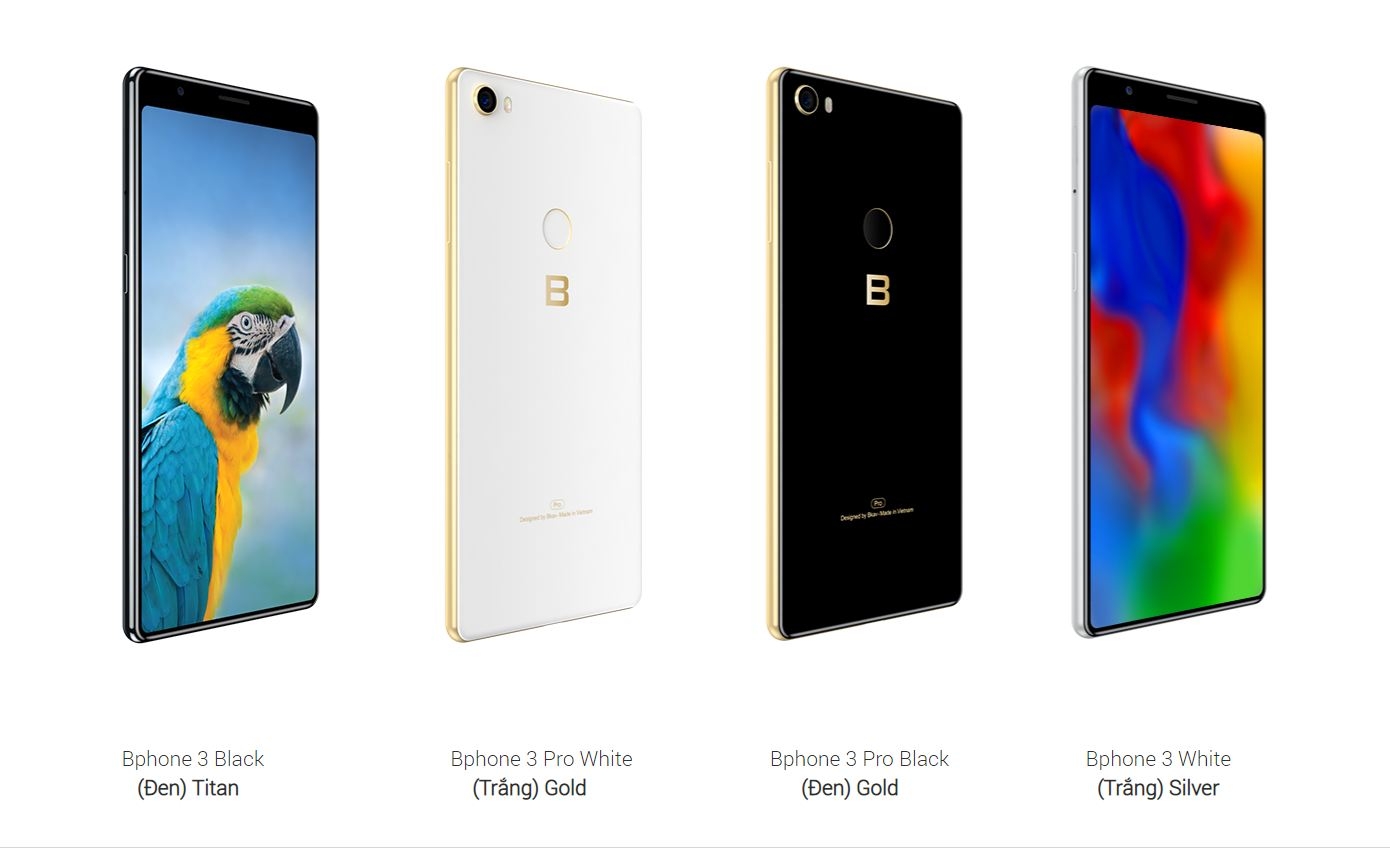 B
B
Pro
Designed by Bkav-Made in Vietnam
Pro
Designed by Bkav-Made in Vietnam
Bphone 3 Black
(Đen) Titan
Bphone 3 Pro White
(Trắng) Gold
Bphone 3 Pro Black
(Đen) Gold
Bphone 3 White
(Trắng) Silver